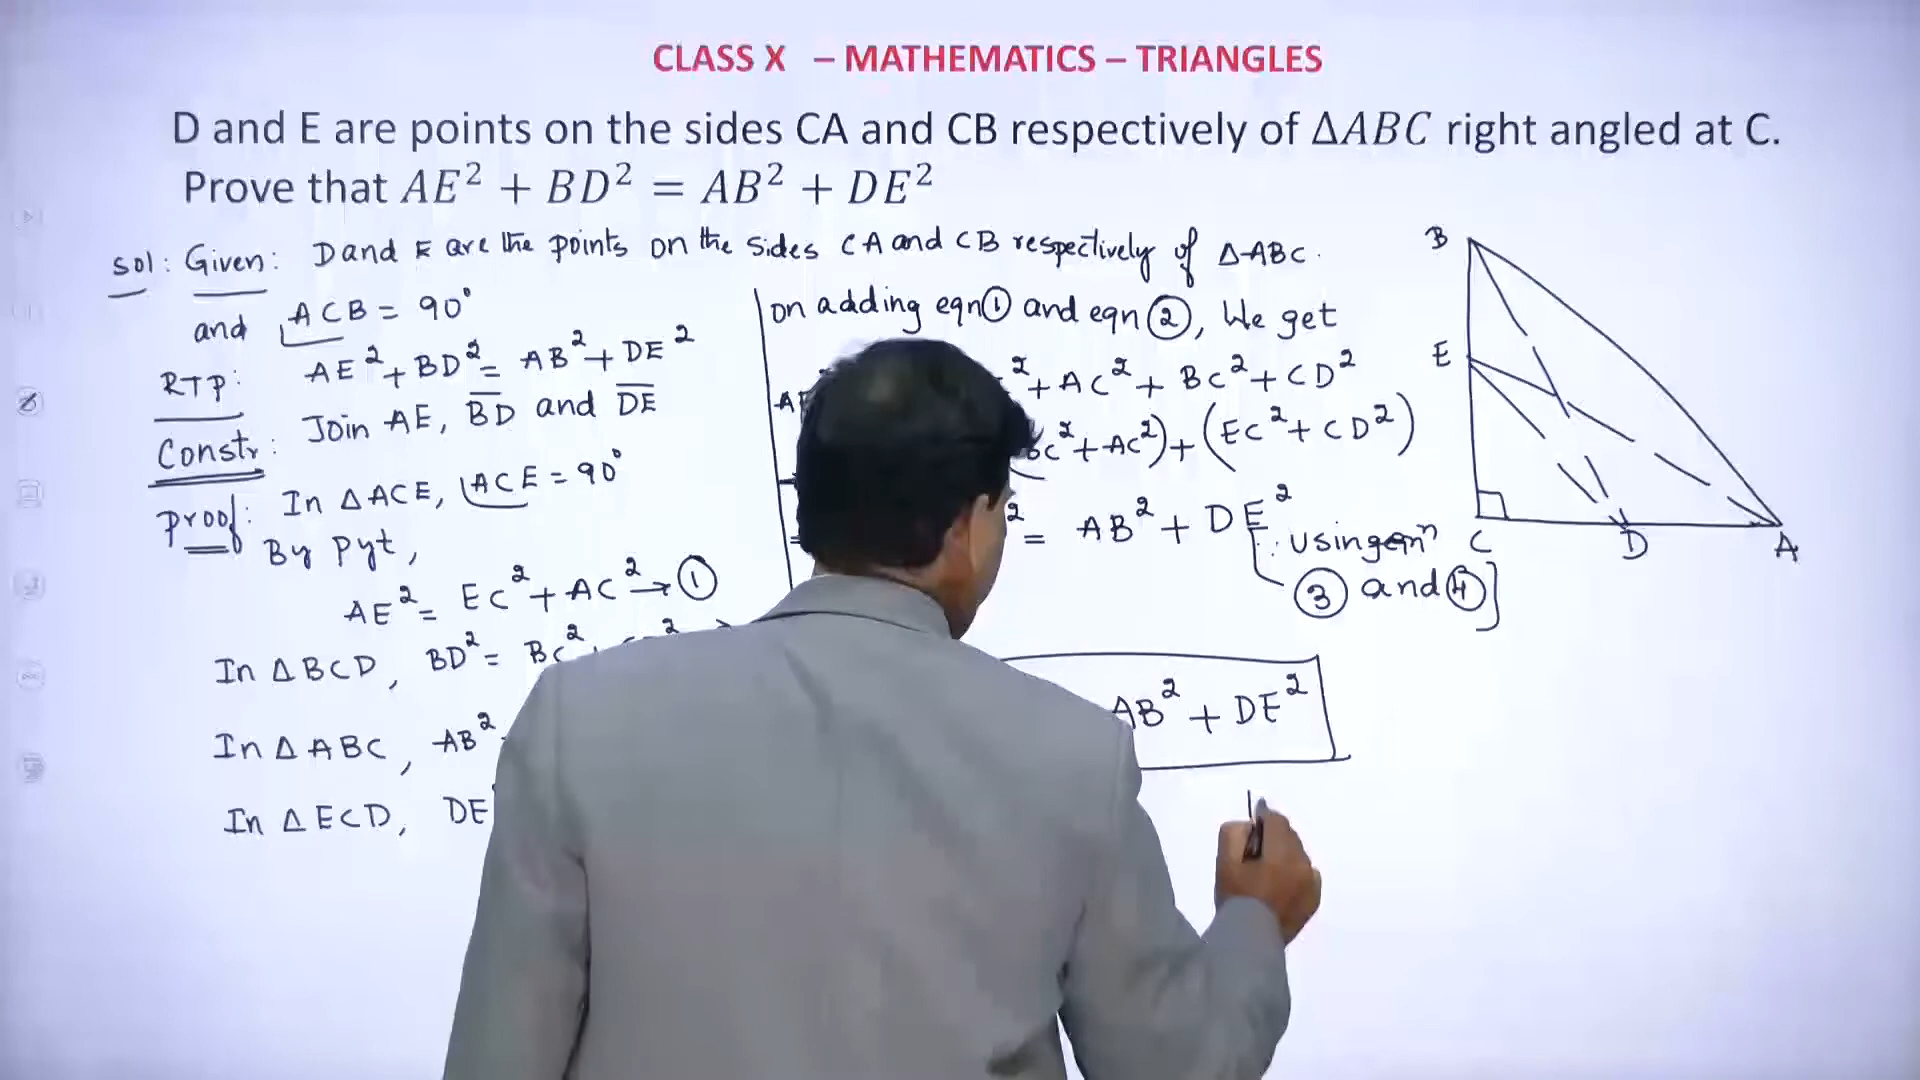 CLASS X – MATHEMATICS – TRIANGLES
D and E are points on the sides CA and CB respectively of ΔABC right angled at C.
Prove that AE² + BD² = AB² + DE²
Sol: Given: D and E are the points on the sides CA and CB respectively of ΔABC.
and ∠ACB = 90°
RTP: AE² + BD² = AB² + DE²
Constr: Join AE, BD and DE
Proof: In ΔACE, ∠ACE = 90°
By Pyt,
AE² = EC² + AC² → ①
In ΔBCD, BD² = BC²
In ΔABC, AB²
In ΔECD, DE
on adding eqn ① and eqn ②, We get
² + AC² + BC² + CD²
BC² + AC²) + (EC² + CD²)
² = AB² + DE²
∵ using eqn
③ and ④]
AB² + DE²
B
E
C
D
A